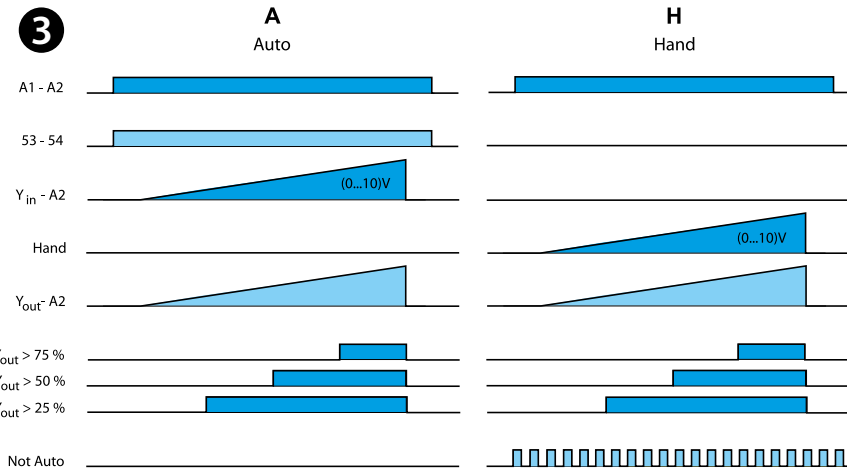 3
A
H
Auto
Hand
A1 - A2
53 - 54
Y in - A2
(0...10)V
Hand
(0...10)V
Yout - A2
out > 75 %
out > 50 %
out > 25 %
Not Auto